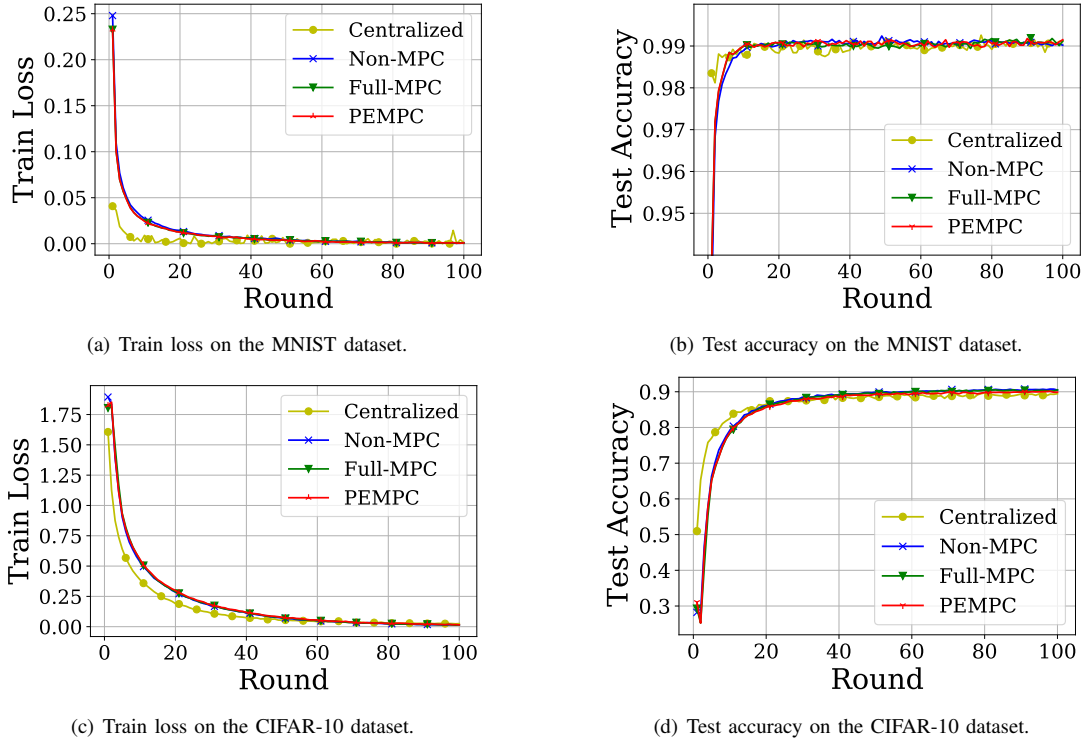 0.25
0.20
0.15
0.10
0.05
0.00
Train Loss
Centralized
Non-MPC
Full-MPC
PEMPC
0 20 40 60 80 100
Round
(a) Train loss on the MNIST dataset.
0.99
0.98
0.97
0.96
0.95
Test Accuracy
Centralized
Non-MPC
Full-MPC
PEMPC
0 20 40 60 80 100
Round
(b) Test accuracy on the MNIST dataset.
1.75
1.50
1.25
1.00
0.75
0.50
0.25
0.00
Train Loss
Centralized
Non-MPC
Full-MPC
PEMPC
0 20 40 60 80 100
Round
(c) Train loss on the CIFAR-10 dataset.
0.9
0.8
0.7
0.6
0.5
0.4
0.3
Test Accuracy
Centralized
Non-MPC
Full-MPC
PEMPC
0 20 40 60 80 100
Round
(d) Test accuracy on the CIFAR-10 dataset.